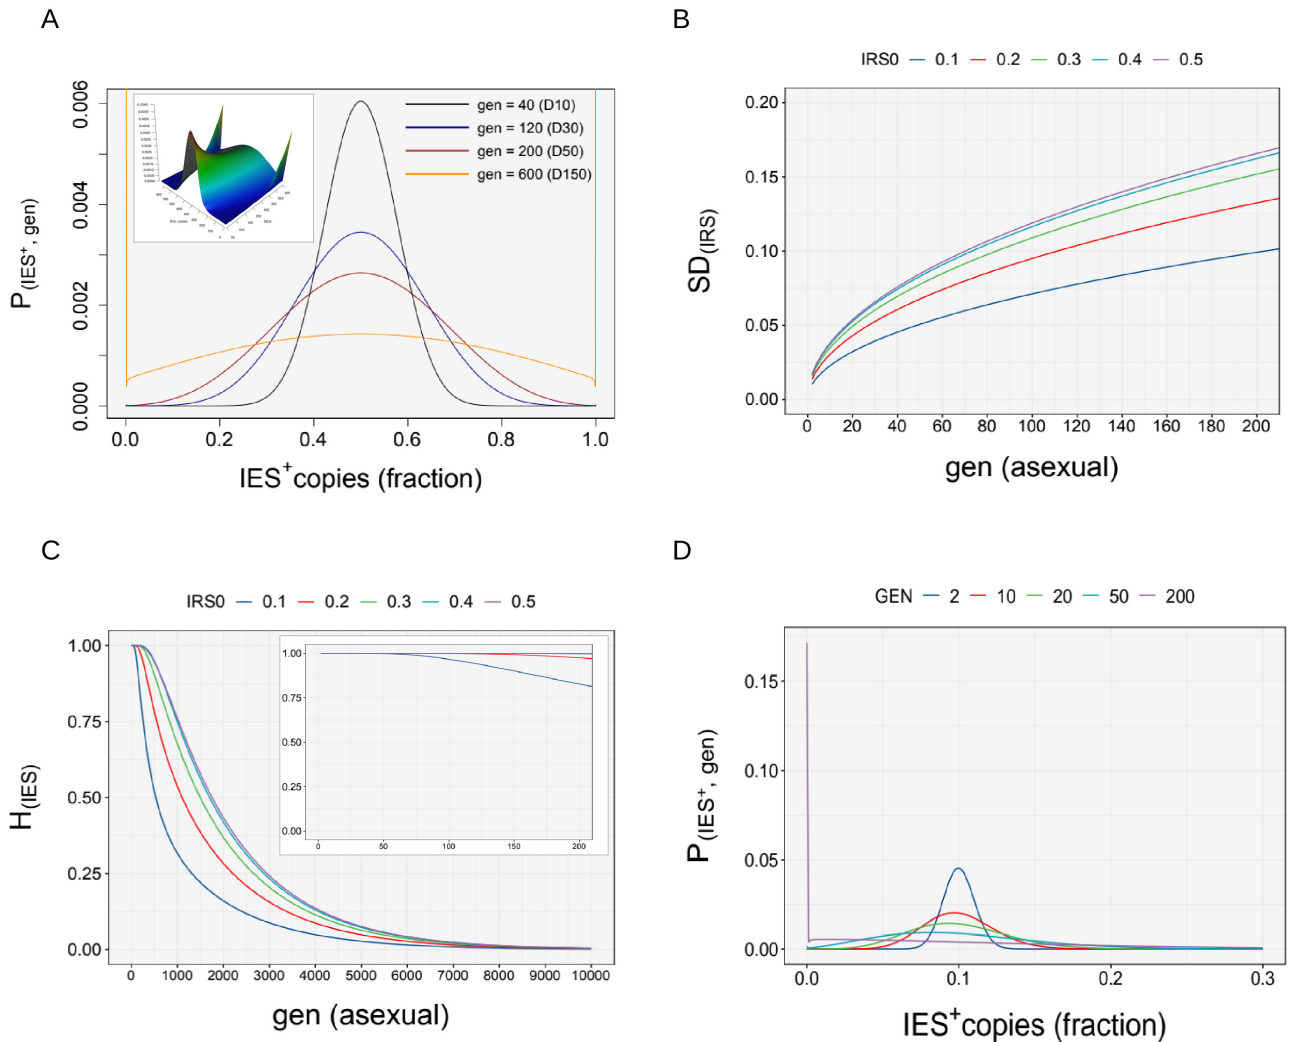 A
P(IES+, gen)
0.006
0.004
0.002
0.000
gen = 40 (D10)
gen = 120 (D30)
gen = 200 (D50)
gen = 600 (D150)
0.0 0.2 0.4 0.6 0.8 1.0
IES+copies (fraction)
B
IRS0 0.1 0.2 0.3 0.4 0.5
SD(IRS)
0.20
0.15
0.10
0.05
0.00
0 20 40 60 80 100 120 140 160 180 200
gen (asexual)
C
IRS0 0.1 0.2 0.3 0.4 0.5
H(IES)
1.00
0.75
0.50
0.25
0.00
1.00
0.75
0.50
0.25
0.00
0 50 100 150 200
0 1000 2000 3000 4000 5000 6000 7000 8000 9000 10000
gen (asexual)
D
GEN 2 10 20 50 200
P(IES+, gen)
0.15
0.10
0.05
0.00
0.0 0.1 0.2 0.3
IES+copies (fraction)